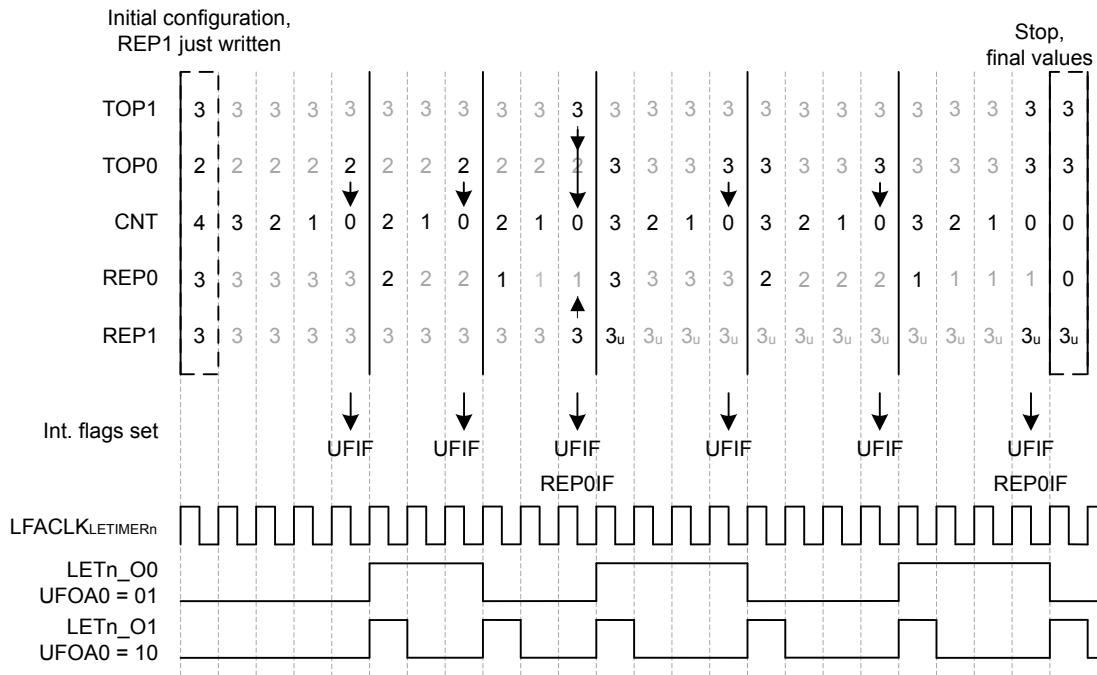 Initial configuration,
REP1 just written
Stop,
final values
TOP1 3 3 3 3 3 3 3 3 3 3 3 3 3 3 3 3 3 3 3 3 3 3 3 3
TOP0 2 2 2 2 2 2 2 2 2 2 2 3 3 3 3 3 3 3 3 3 3 3 3 3
CNT 4 3 2 1 0 2 1 0 2 1 0 3 2 1 0 3 2 1 0 3 2 1 0 0
REP0 3 3 3 3 3 2 2 2 1 1 1 3 3 3 3 2 2 2 2 1 1 1 1 0
REP1 3 3 3 3 3 3 3 3 3 3 3 3u 3u 3u 3u 3u 3u 3u 3u 3u 3u 3u 3u 3u
Int. flags set
UFIF UFIF UFIF UFIF UFIF UFIF
REP0IF REP0IF
LFACLKLETIMERn
LETn_O0
UFOA0 = 01
LETn_O1
UFOA0 = 10